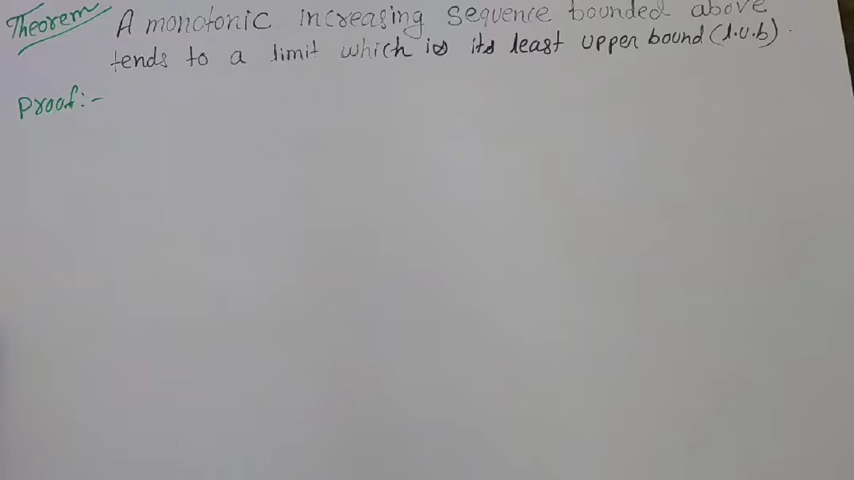 Theorem A monotonic increasing sequence bounded above
tends to a limit which is its least upper bound (l.u.b).
Proof:-